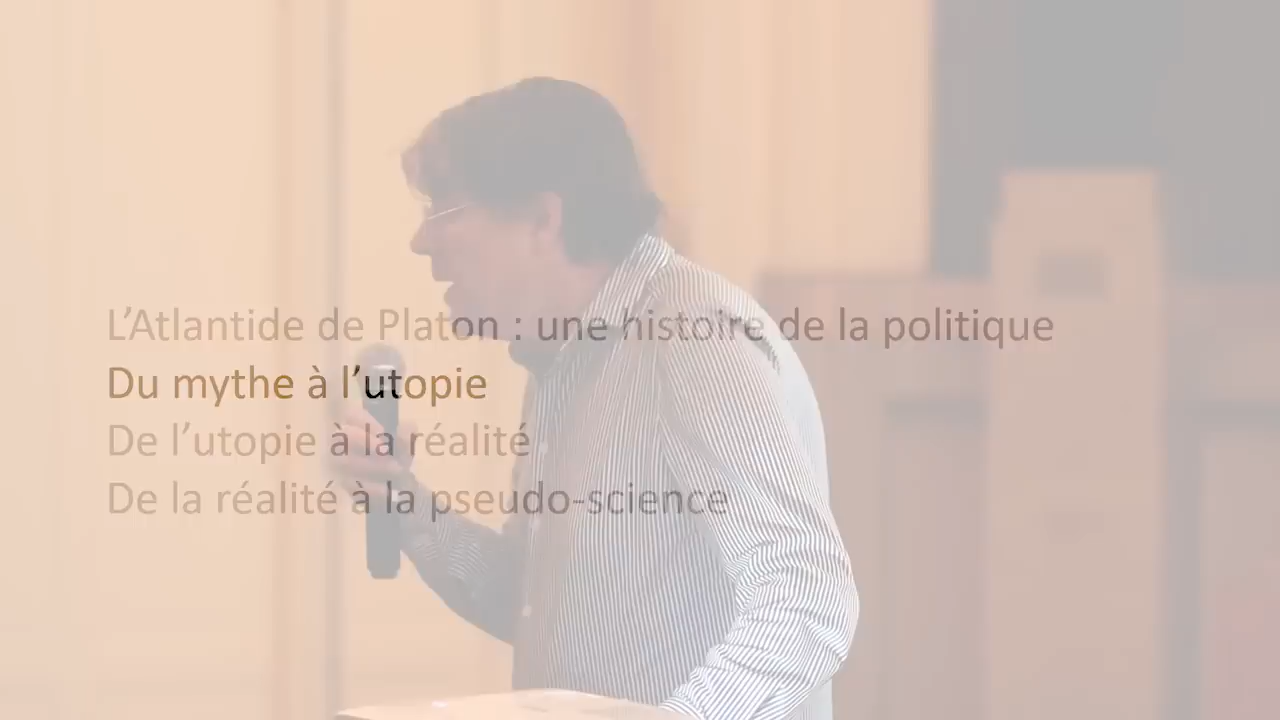 L’Atlantide de Platon : une histoire de la politique
Du mythe à l’utopie
De l’utopie à la réalité
De la réalité à la pseudo-science